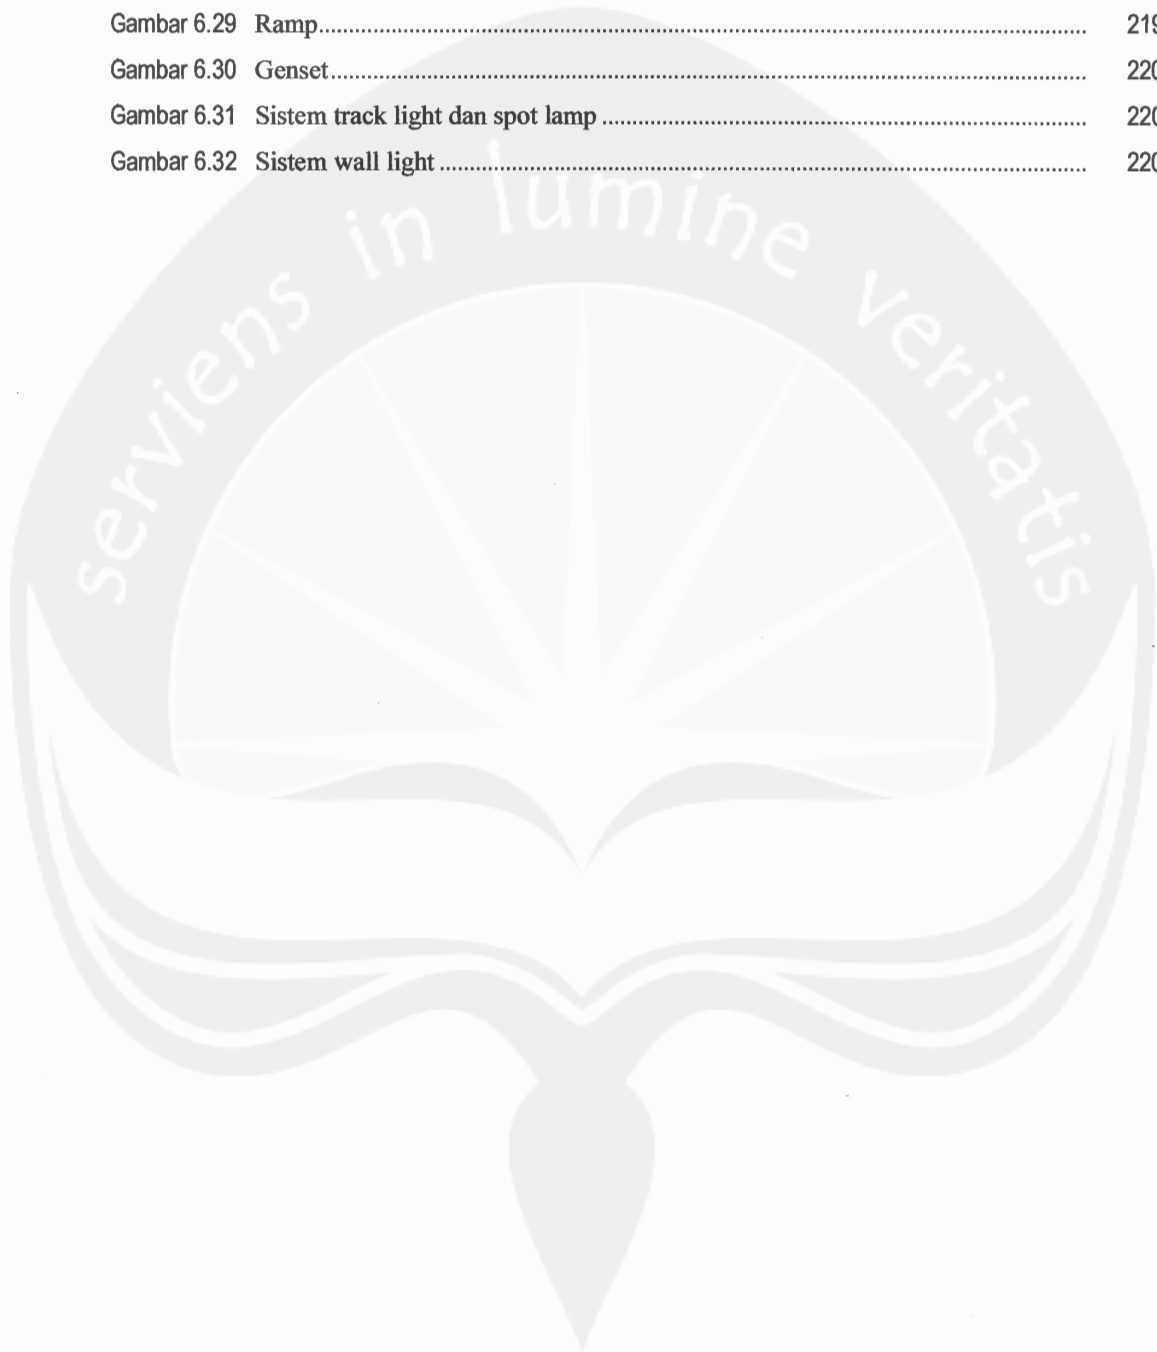 Gambar 6.29 Ramp.......................................................... 219
Gambar 6.30 Genset.......................................................... 220
Gambar 6.31 Sistem track light dan spot lamp .......................................................... 220
Gambar 6.32 Sistem wall light .......................................................... 220
serviens in lumine veritatis